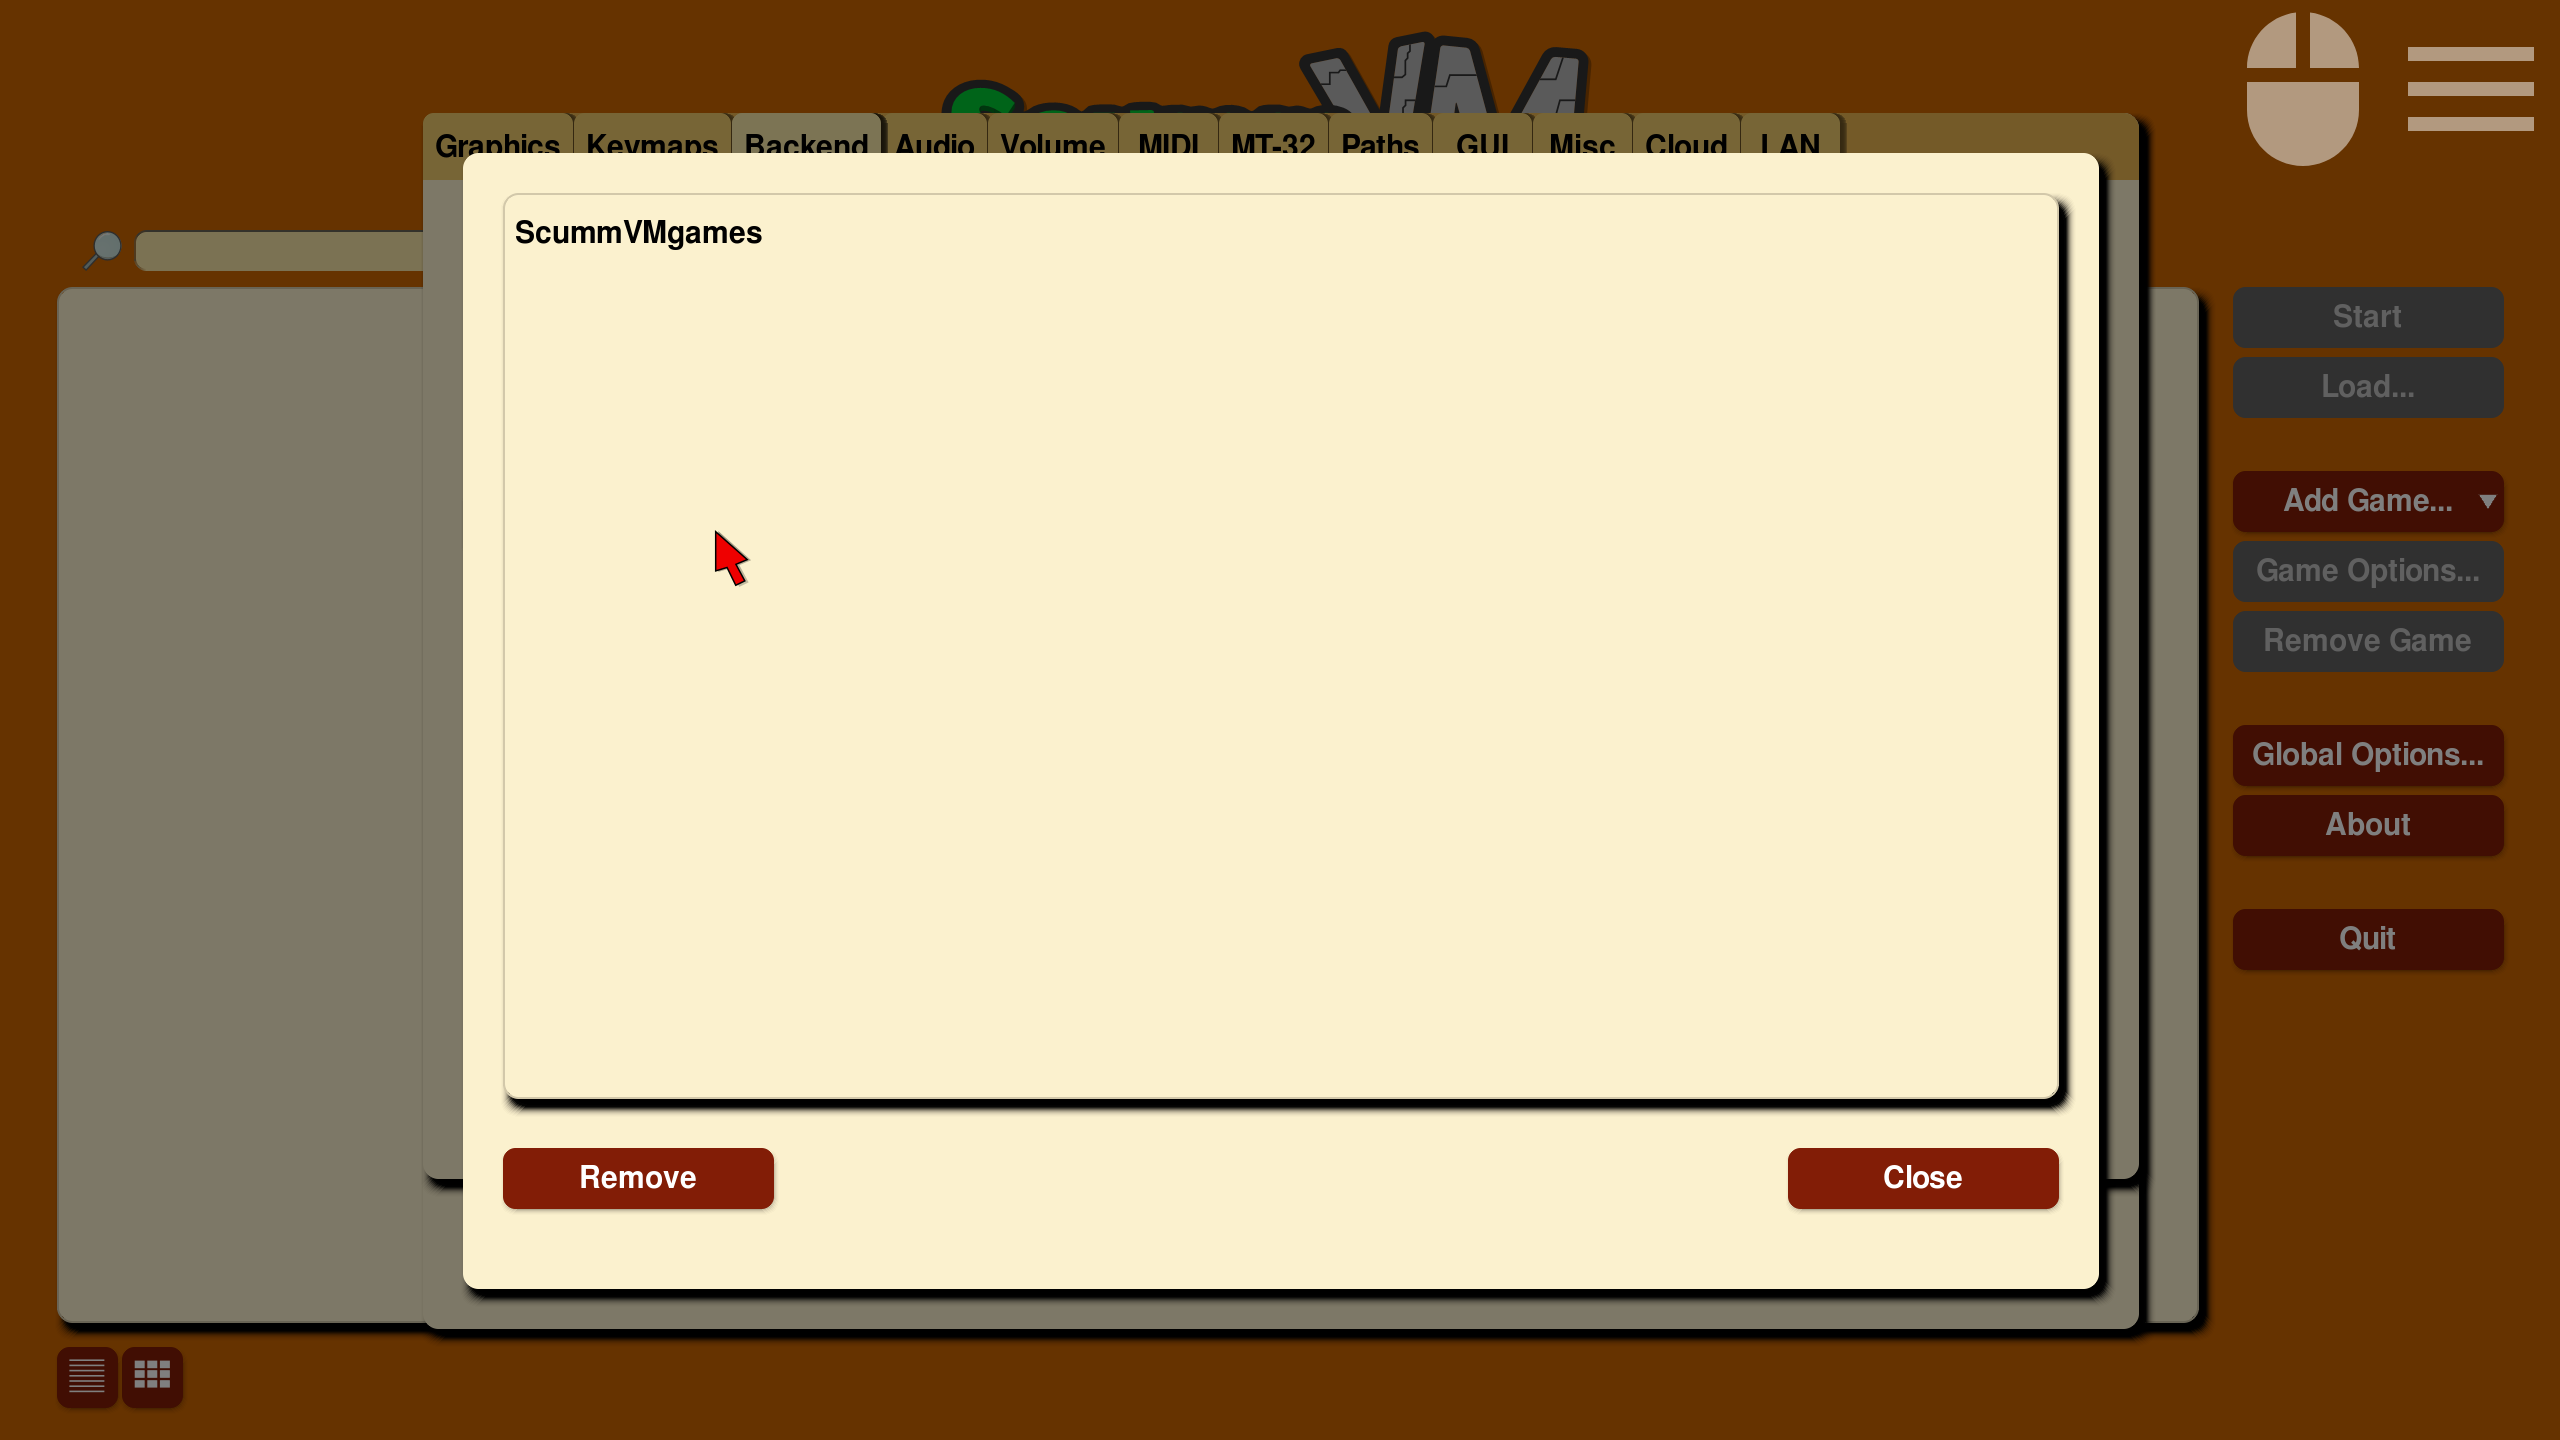 VM
Graphics Keymaps Backend Audio Volume MIDI MT-32 Paths GUI Misc Cloud LAN
ScummVMgames
Start
Load...
Add Game...
Game Options...
Remove Game
Global Options...
About
Quit
Remove
Close